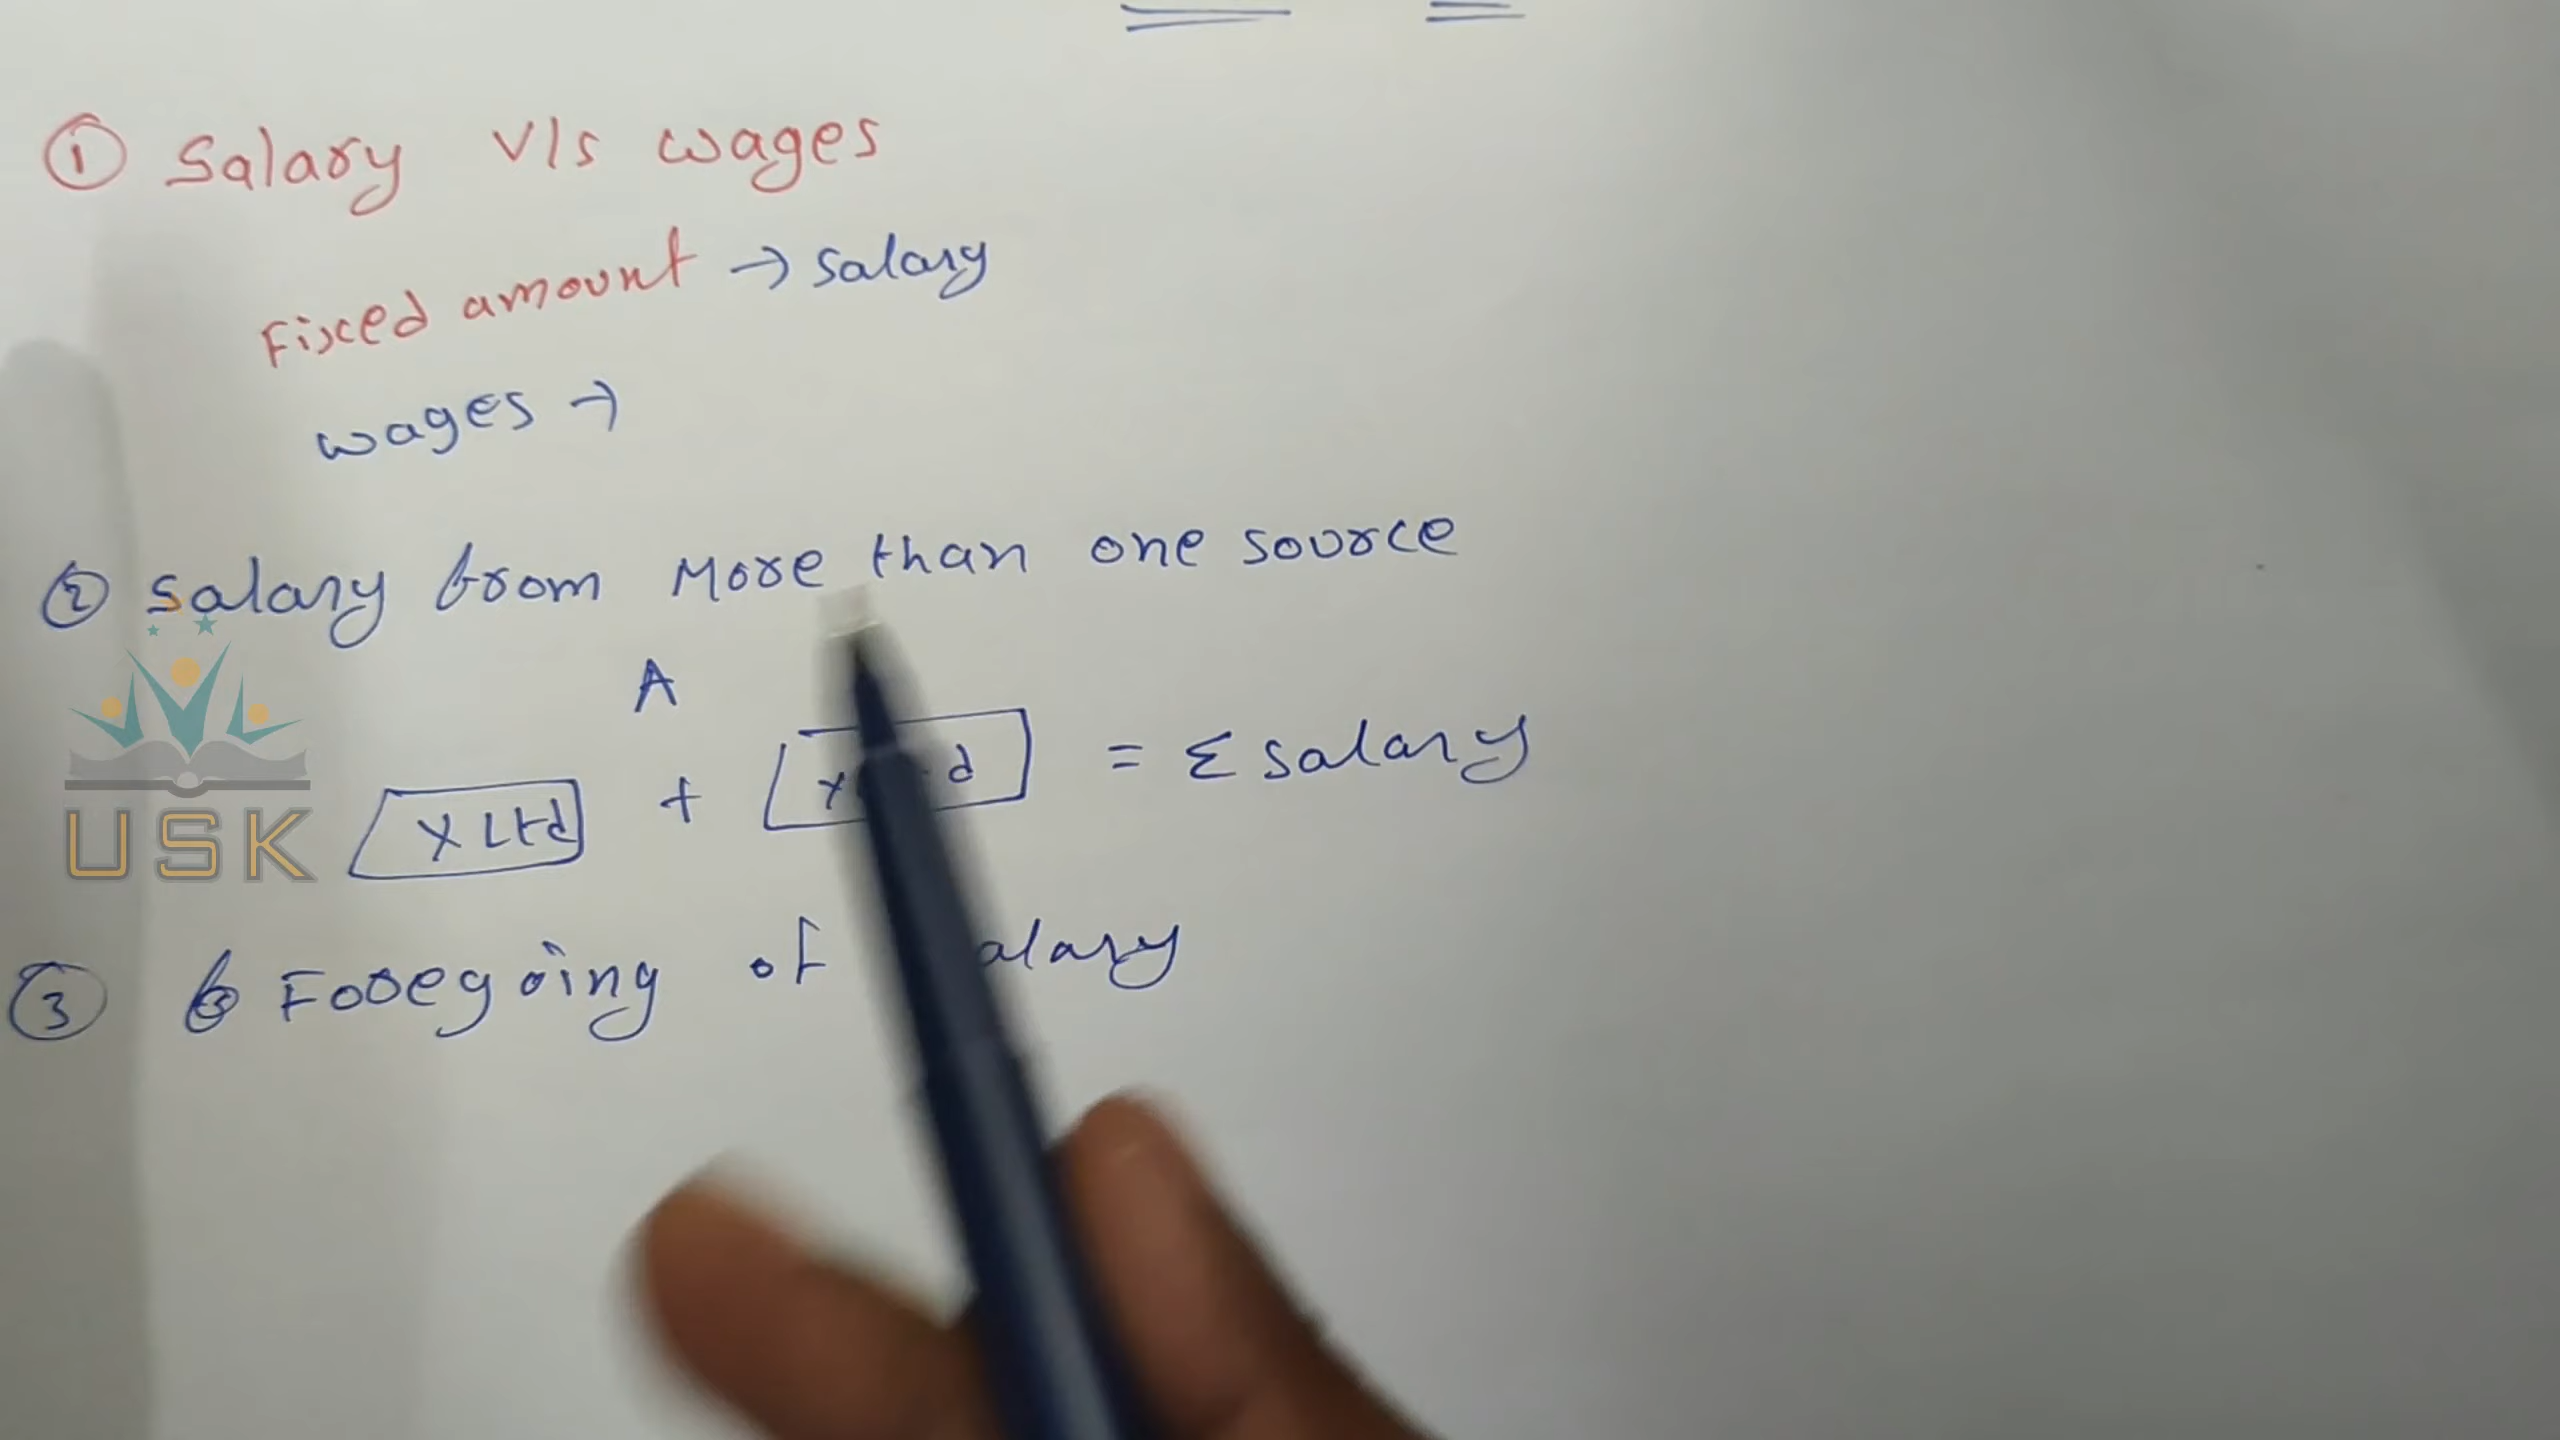 ① Salary V/s wages
Fixed amount → salary
wages →
② Salary from More than one source
A
X Ltd + = Σ salary
USK
③ Foregoing of